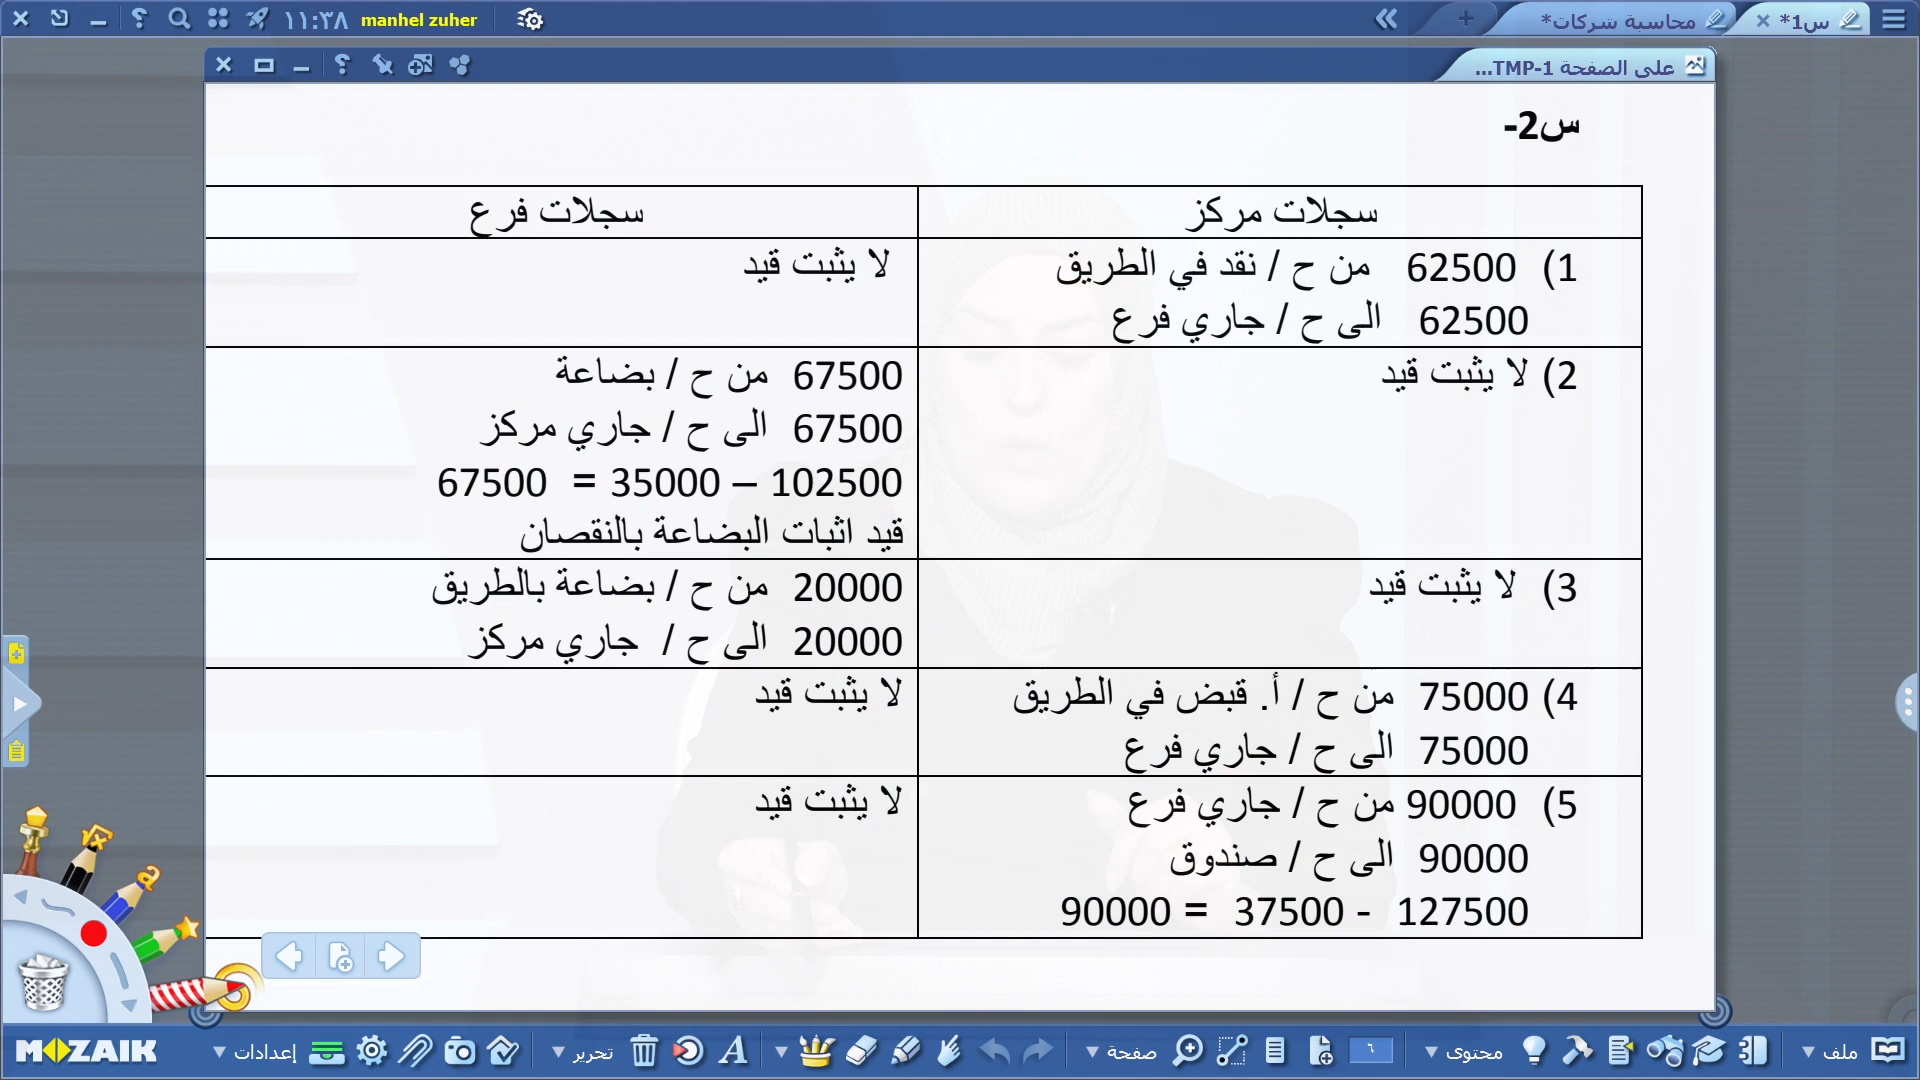 ١١:٣٨ manhel zuher
محاسبة شركات*
س1*
على الصفحة TMP-1...
س2-
سجلات مركز
سجلات فرع
1) 62500 من ح / نقد في الطريق
62500 الى ح / جاري فرع
لا يثبت قيد
2) لا يثبت قيد
67500 من ح / بضاعة
67500 الى ح / جاري مركز
102500 – 35000 = 67500
قيد اثبات البضاعة بالنقصان
3) لا يثبت قيد
20000 من ح / بضاعة بالطريق
20000 الى ح / جاري مركز
4) 75000 من ح / أ. قبض في الطريق
75000 الى ح / جاري فرع
لا يثبت قيد
5) 90000 من ح / جاري فرع
90000 الى ح / صندوق
127500 - 37500 = 90000
لا يثبت قيد
ملف
محتوى
٦
صفحة
تحرير
إعدادات
MOZAIK